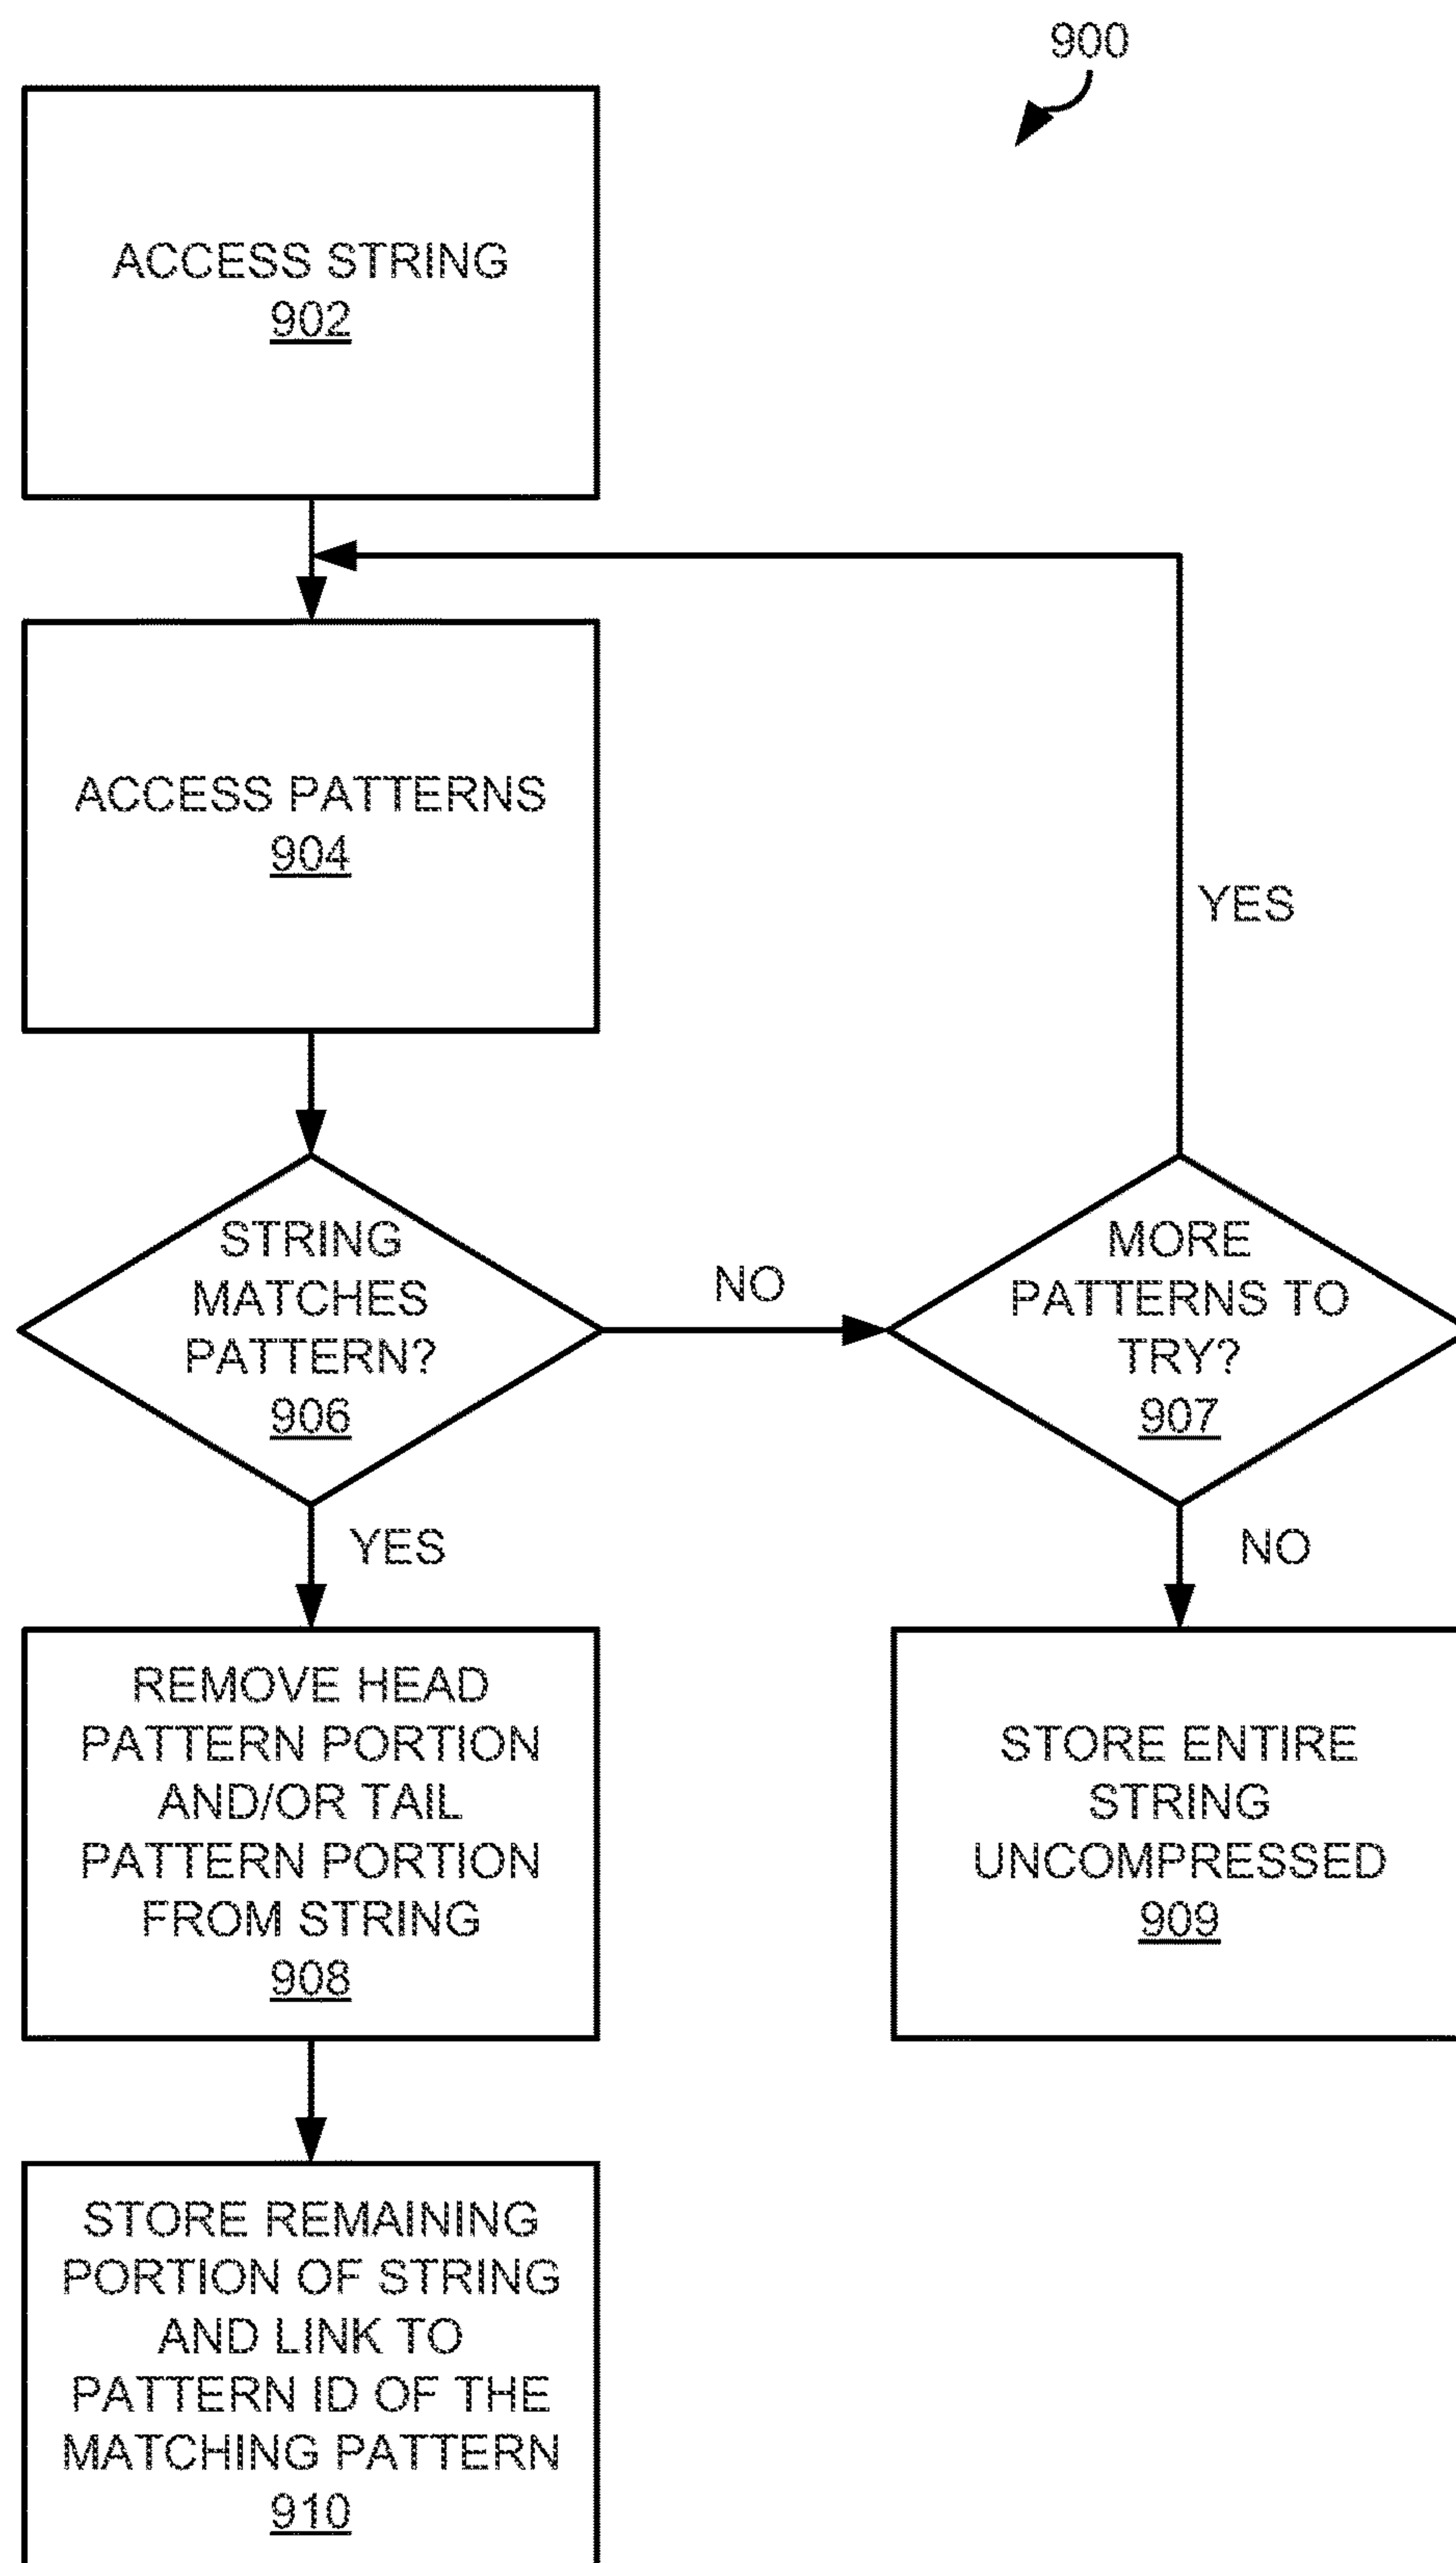 900
ACCESS STRING
902
ACCESS PATTERNS
904
YES
STRING
MATCHES
PATTERN?
906
NO
MORE
PATTERNS TO
TRY?
907
YES
NO
REMOVE HEAD
PATTERN PORTION
AND/OR TAIL
PATTERN PORTION
FROM STRING
908
STORE ENTIRE
STRING
UNCOMPRESSED
909
STORE REMAINING
PORTION OF STRING
AND LINK TO
PATTERN ID OF THE
MATCHING PATTERN
910